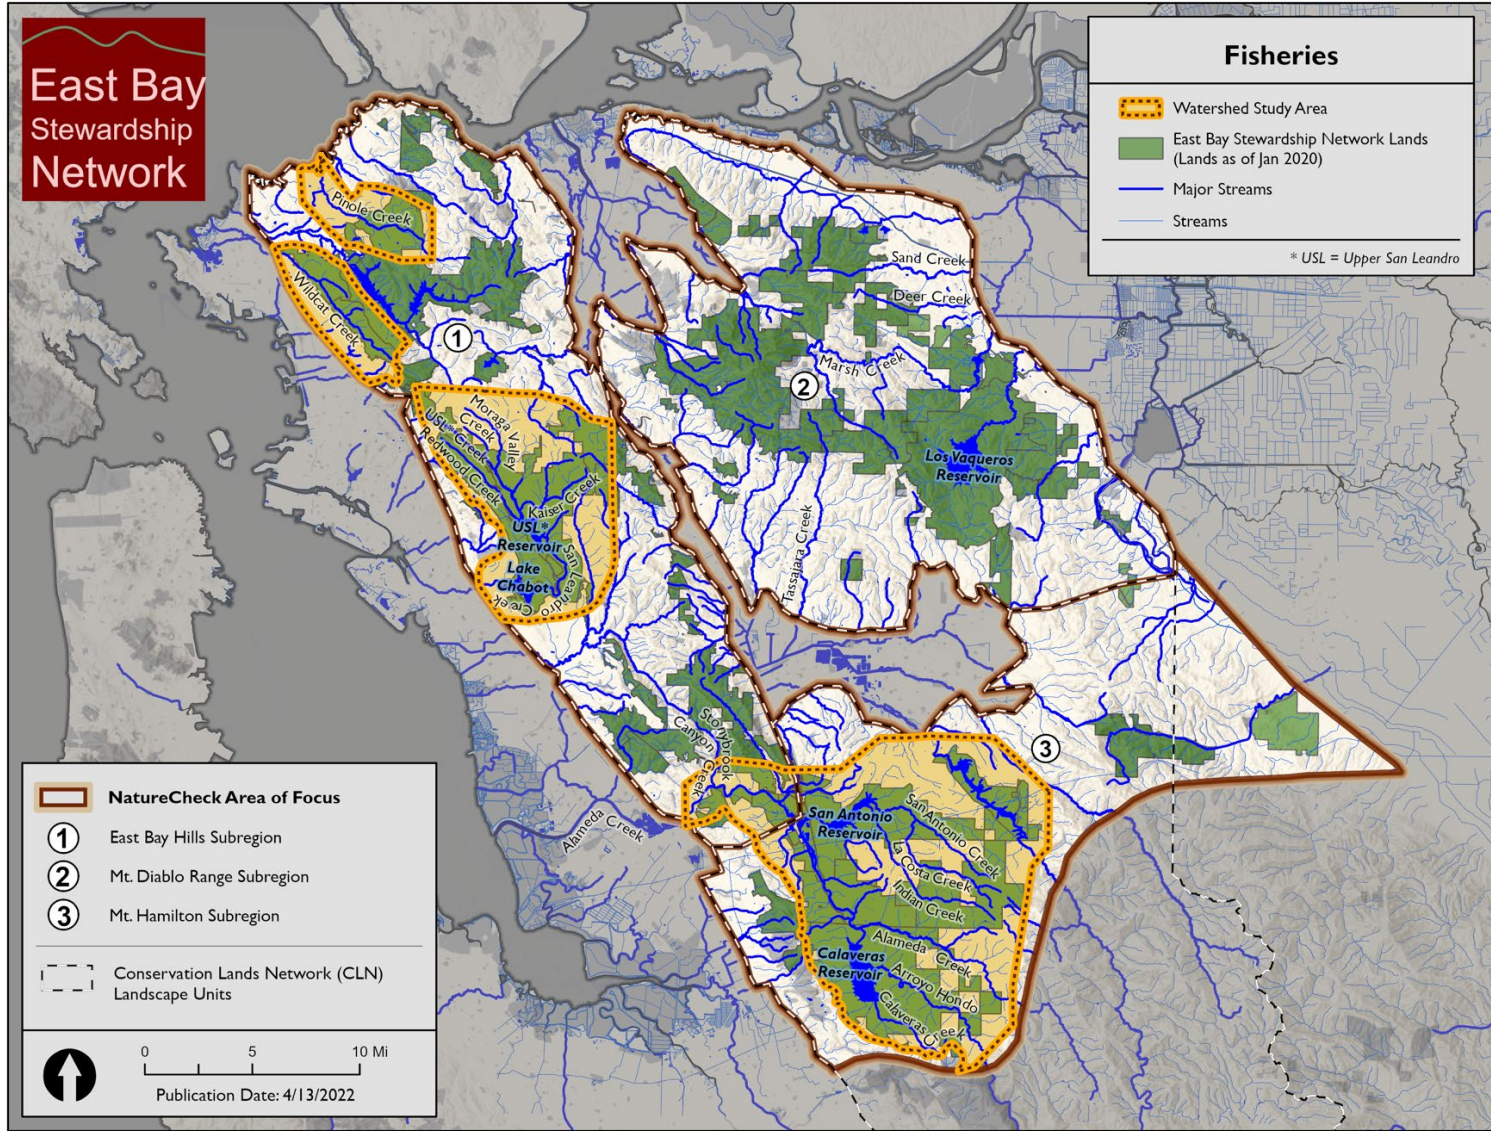 East Bay
Stewardship
Network
Fisheries
Watershed Study Area
East Bay Stewardship Network Lands
(Lands as of Jan 2020)
Major Streams
Streams
* USL = Upper San Leandro
Pinole Creek
Wildcat Creek
1
Moraga Valley
Creek
USL* Creek
Redwood Creek
Kaiser Creek
USL*
Reservoir
Lake
Chabot
San Leandro Creek
Sand Creek
Deer Creek
Marsh Creek
2
Los Vaqueros
Reservoir
Tassajara Creek
Stonybrook
Canyon Creek
3
Alameda
Creek
San Antonio
Reservoir
San Antonio Creek
La Costa Creek
Indian Creek
Alameda Creek
Calaveras
Reservoir
Arroyo Hondo
Calaveras Creek
NatureCheck Area of Focus
1 East Bay Hills Subregion
2 Mt. Diablo Range Subregion
3 Mt. Hamilton Subregion
Conservation Lands Network (CLN)
Landscape Units
0 5 10 Mi
Publication Date: 4/13/2022